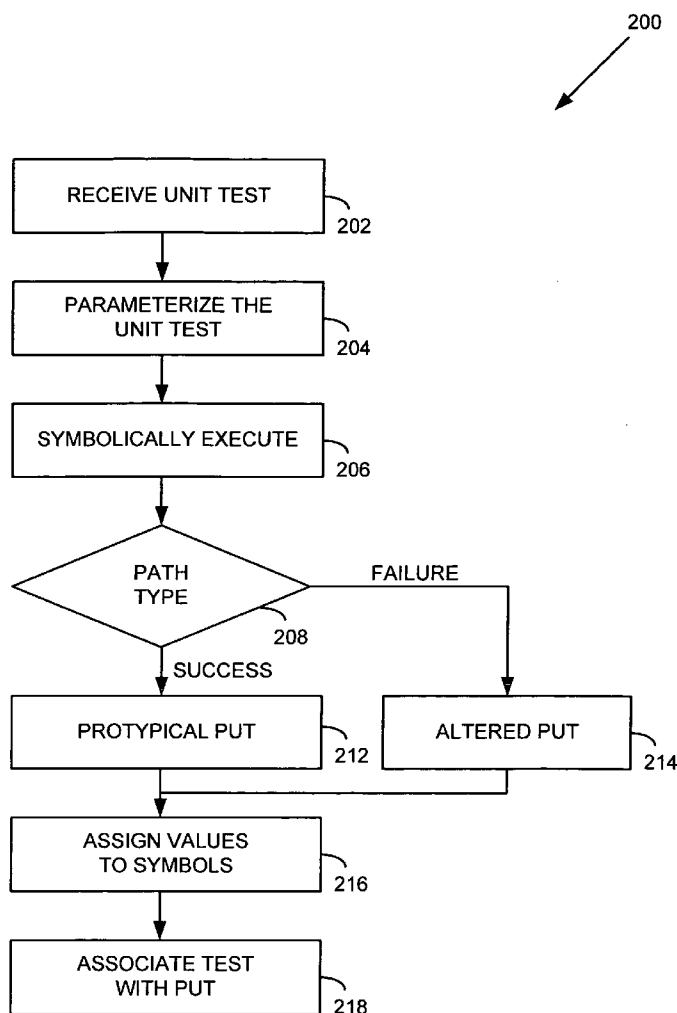 200
RECEIVE UNIT TEST
202
PARAMETERIZE THE
UNIT TEST
204
SYMBOLICALLY EXECUTE
206
PATH
TYPE
FAILURE
208
SUCCESS
PROTYPICAL PUT
212
ALTERED PUT
214
ASSIGN VALUES
TO SYMBOLS
216
ASSOCIATE TEST
WITH PUT
218